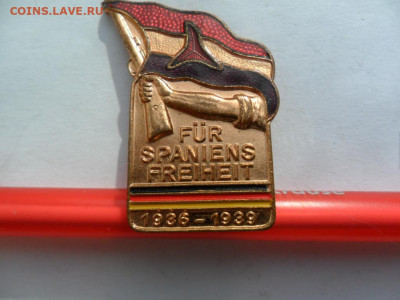 COINS.LAVE.RU
FÜR
SPANIENS
FREIHEIT
1936-1939